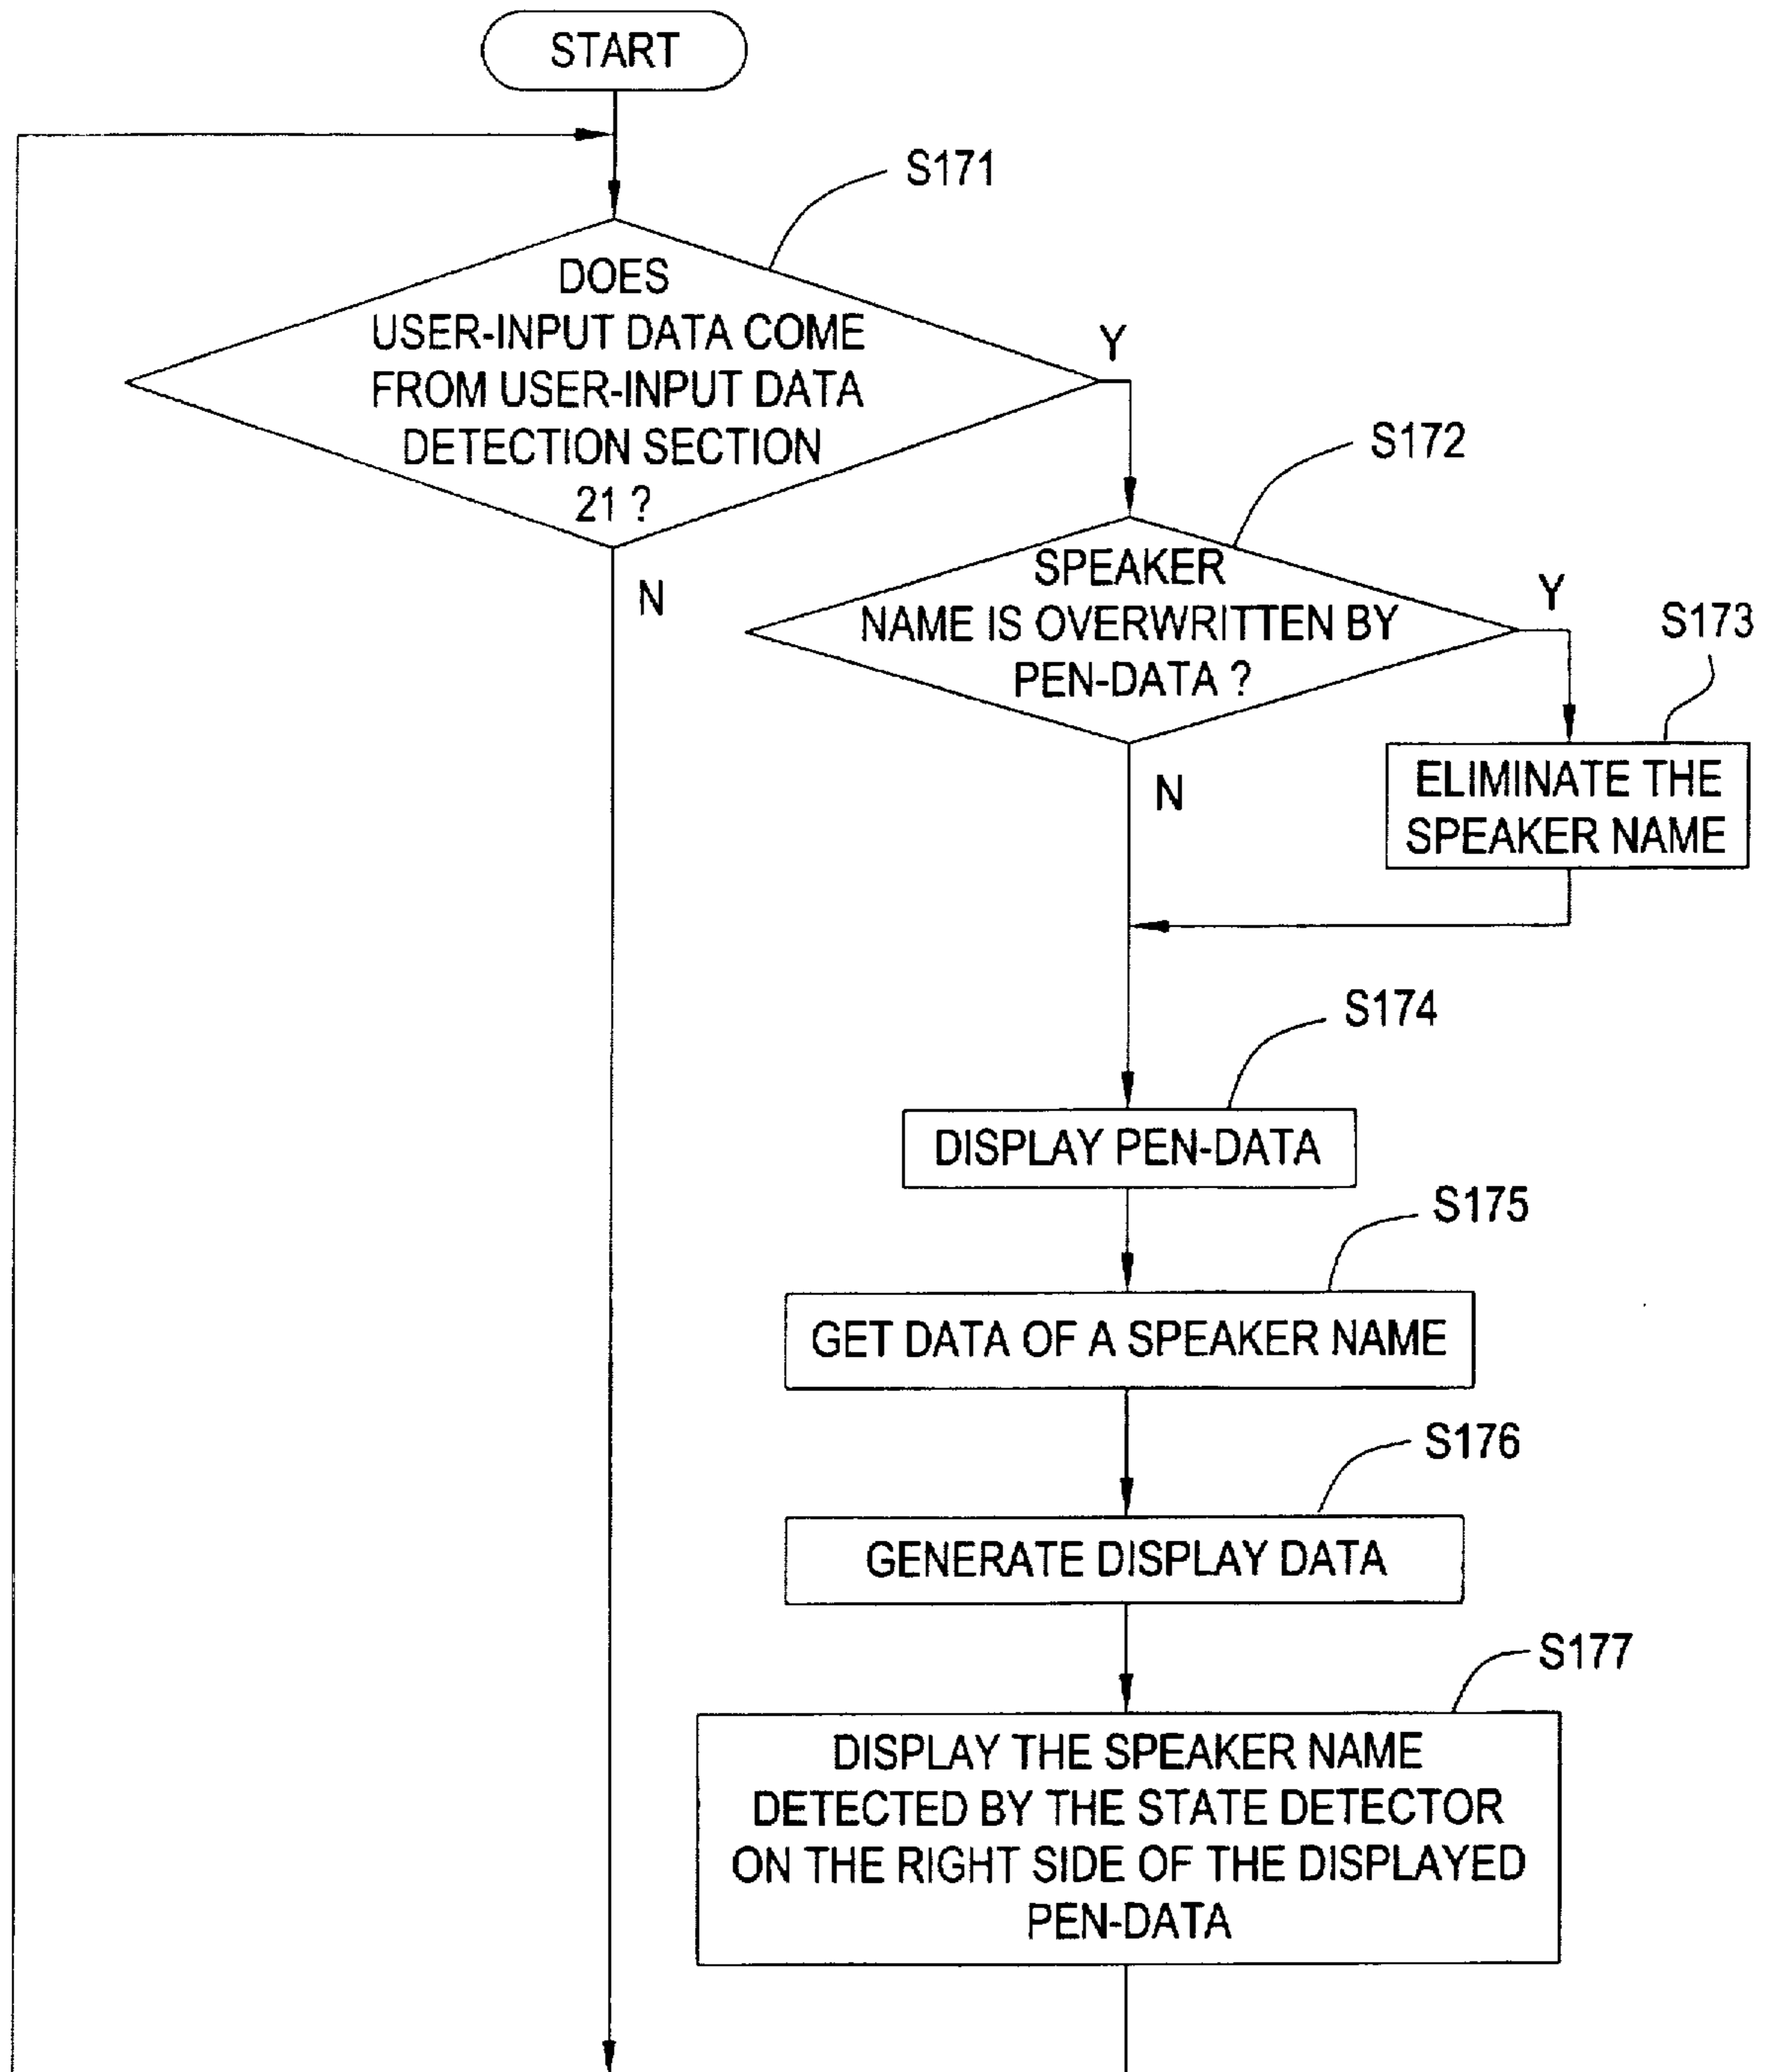 START
S171
DOES
USER-INPUT DATA COME
FROM USER-INPUT DATA
DETECTION SECTION
21 ?
Y
N
S172
SPEAKER
NAME IS OVERWRITTEN BY
PEN-DATA ?
Y
N
S173
ELIMINATE THE
SPEAKER NAME
S174
DISPLAY PEN-DATA
S175
GET DATA OF A SPEAKER NAME
S176
GENERATE DISPLAY DATA
S177
DISPLAY THE SPEAKER NAME
DETECTED BY THE STATE DETECTOR
ON THE RIGHT SIDE OF THE DISPLAYED
PEN-DATA